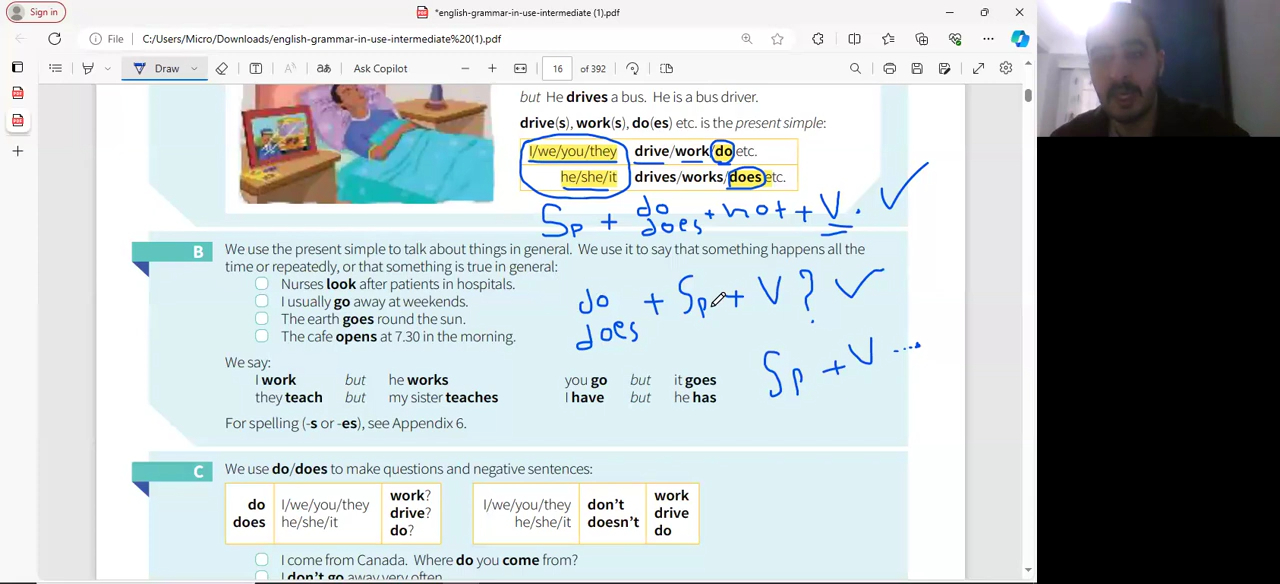 Sign in
*english-grammar-in-use-intermediate (1).pdf
File C:/Users/Micro/Downloads/english-grammar-in-use-intermediate%20(1).pdf
Draw
Ask Copilot
16 of 392
but He drives a bus. He is a bus driver.
drive(s), work(s), do(es) etc. is the present simple:
I/we/you/they drive/work/do etc.
he/she/it drives/works/does etc.
Sp + do does + not + V.
B We use the present simple to talk about things in general. We use it to say that something happens all the
time or repeatedly, or that something is true in general:
Nurses look after patients in hospitals.
I usually go away at weekends.
The earth goes round the sun.
The cafe opens at 7.30 in the morning.
do does + Sp + V ?
Sp + V ...
We say:
I work but he works you go but it goes
they teach but my sister teaches I have but he has
For spelling (-s or -es), see Appendix 6.
C We use do/does to make questions and negative sentences:
do I/we/you/they work? I/we/you/they don't work
does he/she/it drive? he/she/it doesn't drive
do? do
I come from Canada. Where do you come from?
I don't go away very often.